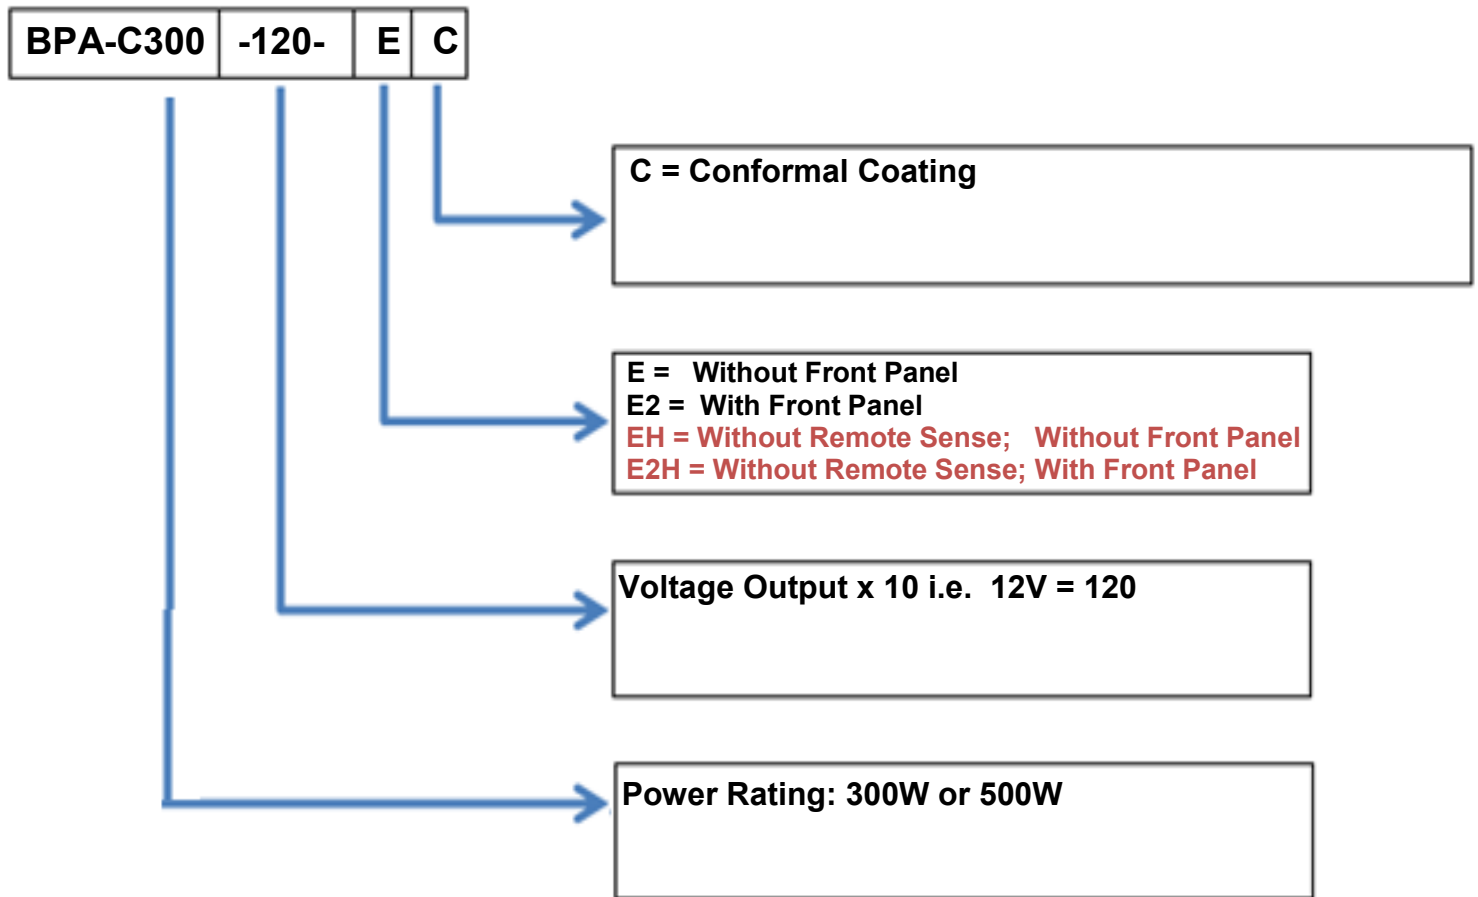 BPA-C300 -120- E C
C = Conformal Coating
E = Without Front Panel
E2 = With Front Panel
EH = Without Remote Sense; Without Front Panel
E2H = Without Remote Sense; With Front Panel
Voltage Output x 10 i.e. 12V = 120
Power Rating: 300W or 500W